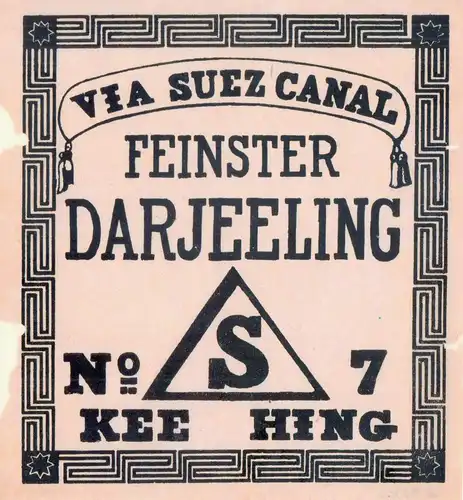 VIA SUEZ CANAL
FEINSTER
DARJEELING
S
Nº 7
KEE HING